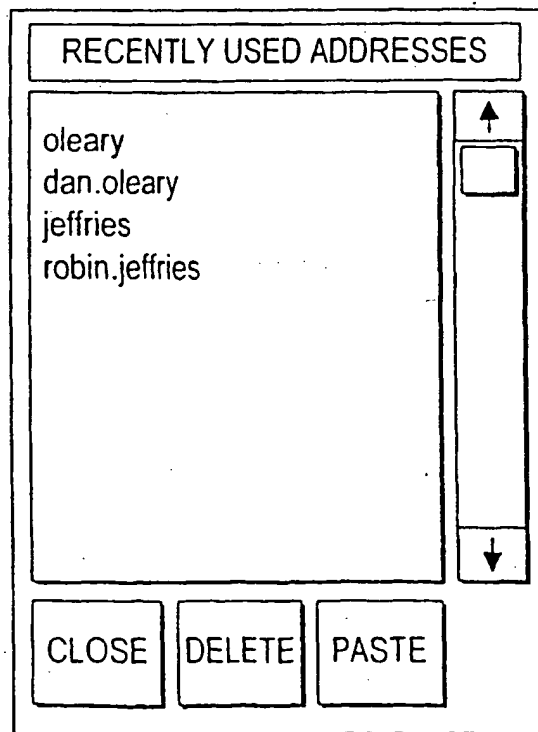 RECENTLY USED ADDRESSES
oleary
dan.oleary
jeffries
robin.jeffries
CLOSE DELETE PASTE